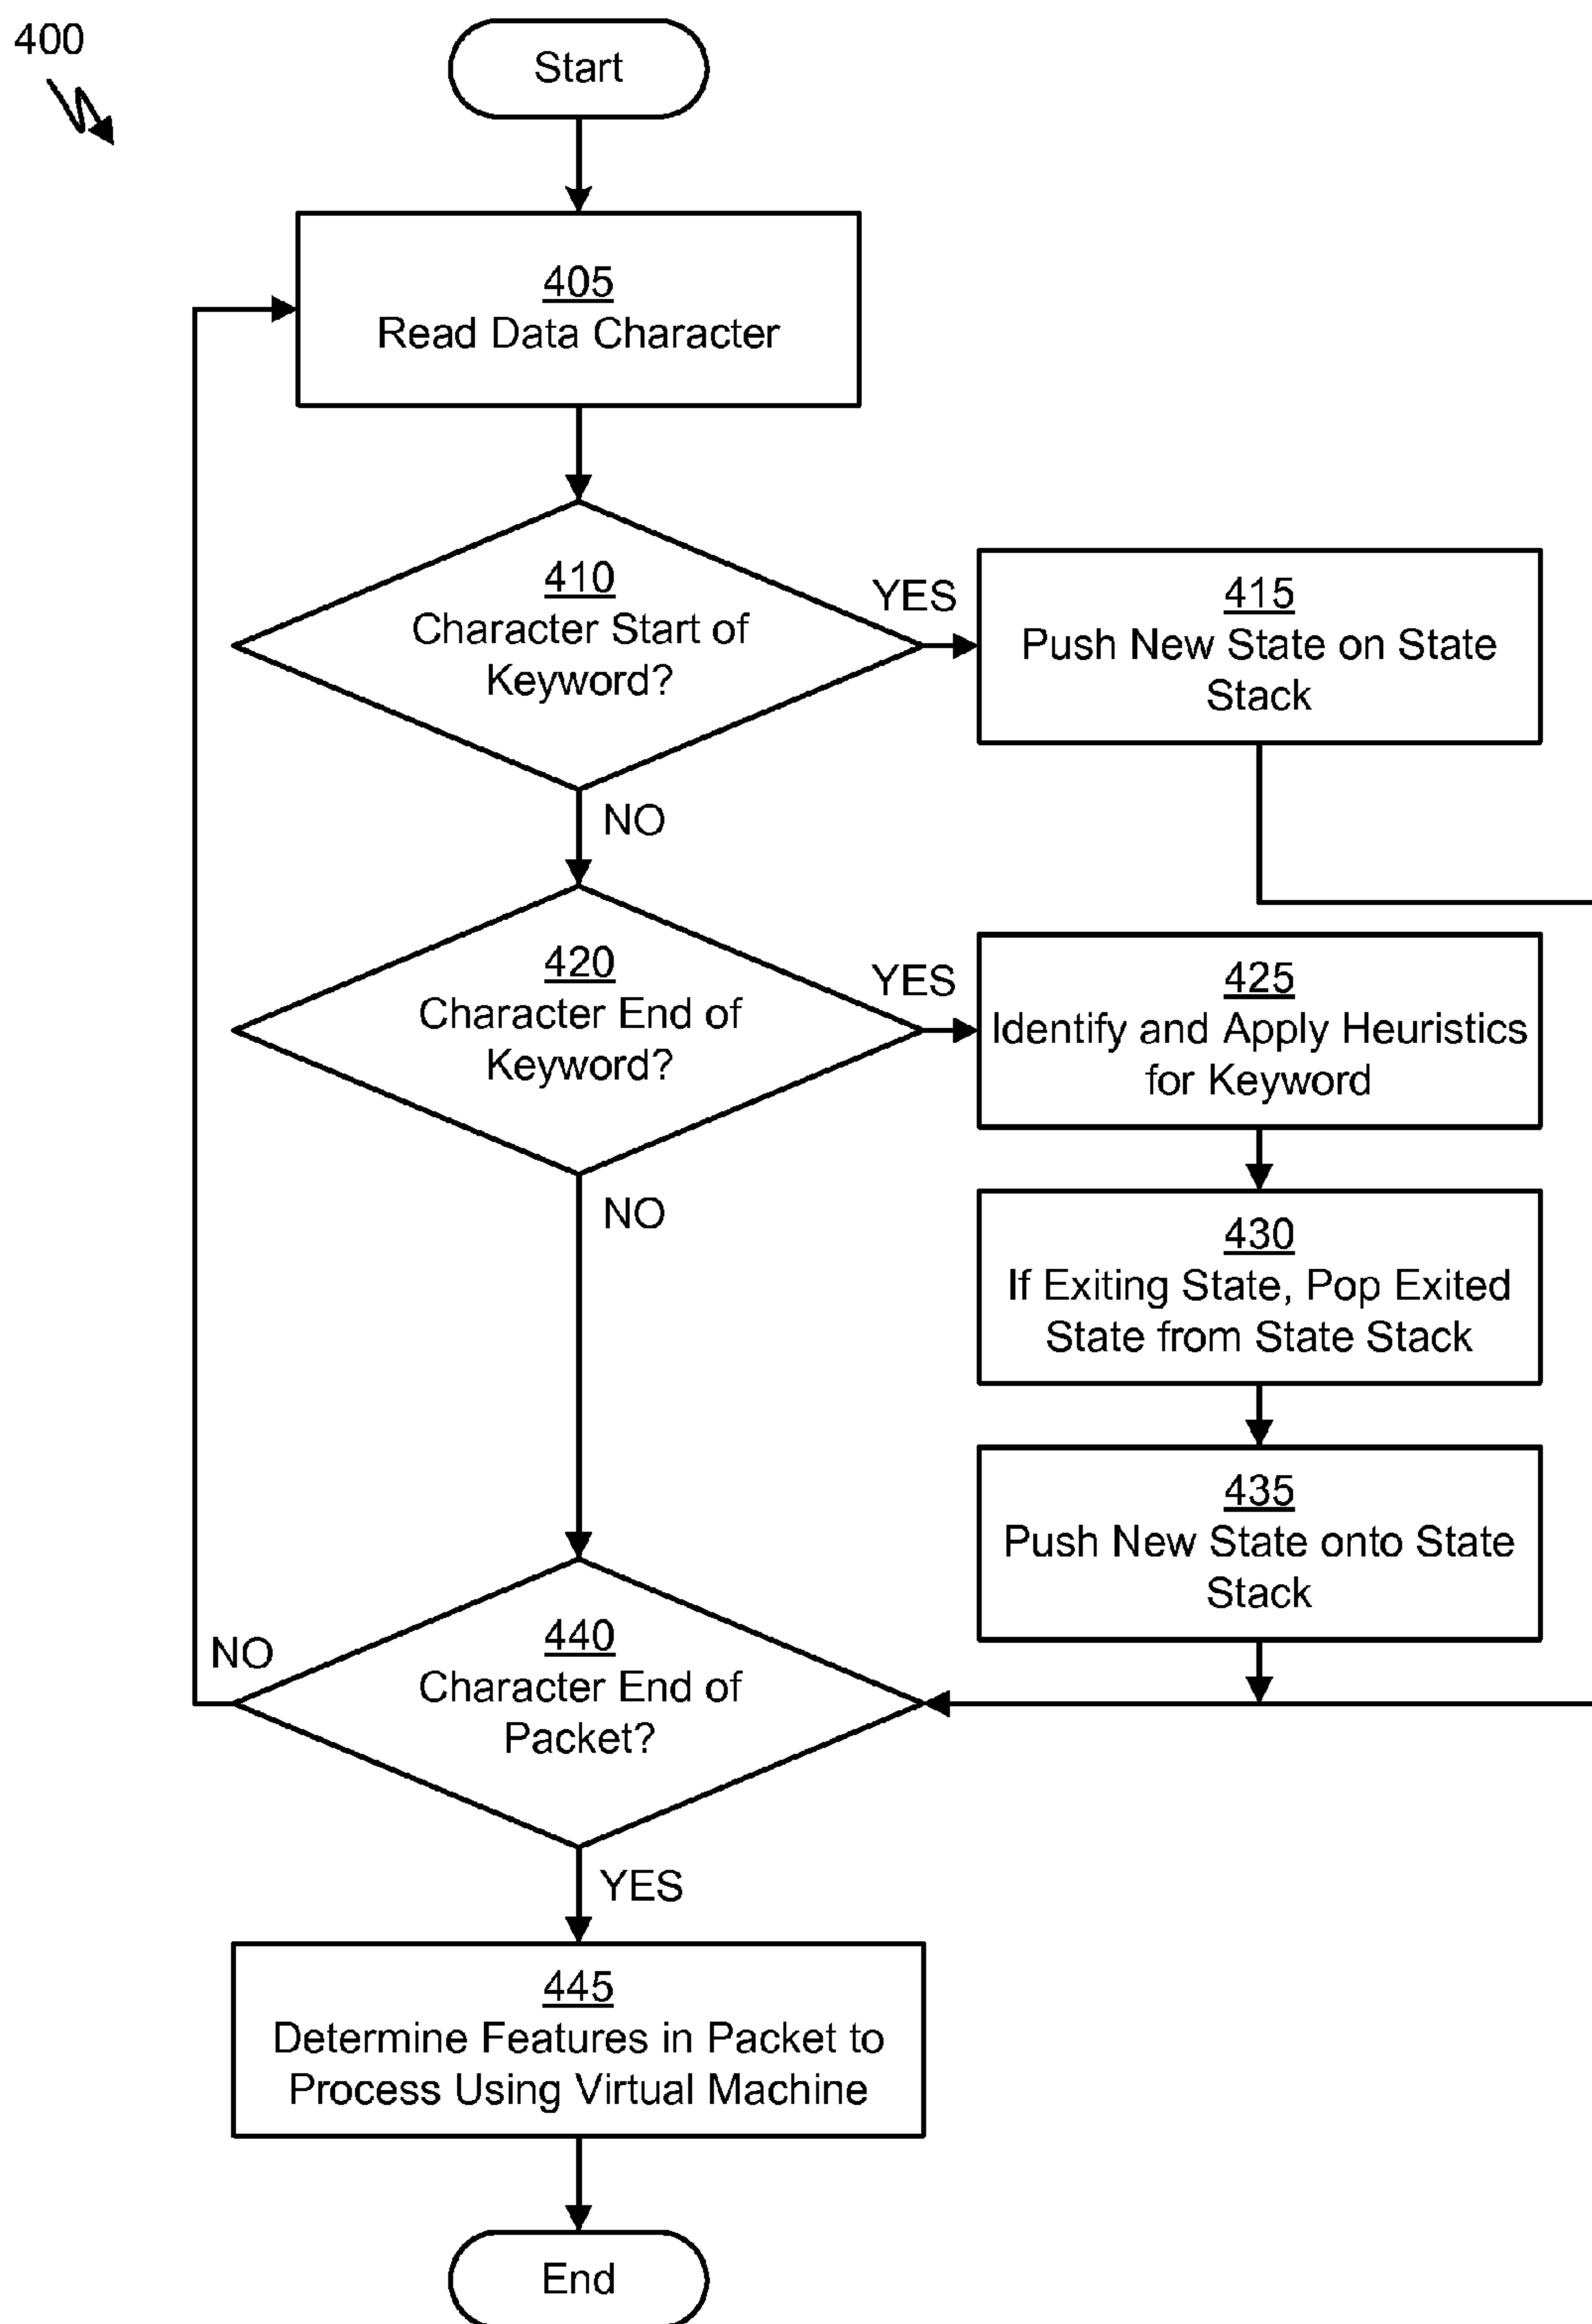 400
Start
405
Read Data Character
410
Character Start of
Keyword?
YES
415
Push New State on State
Stack
NO
420
Character End of
Keyword?
YES
425
Identify and Apply Heuristics
for Keyword
NO
430
If Exiting State, Pop Exited
State from State Stack
435
Push New State onto State
Stack
NO
440
Character End of
Packet?
YES
445
Determine Features in Packet to
Process Using Virtual Machine
End